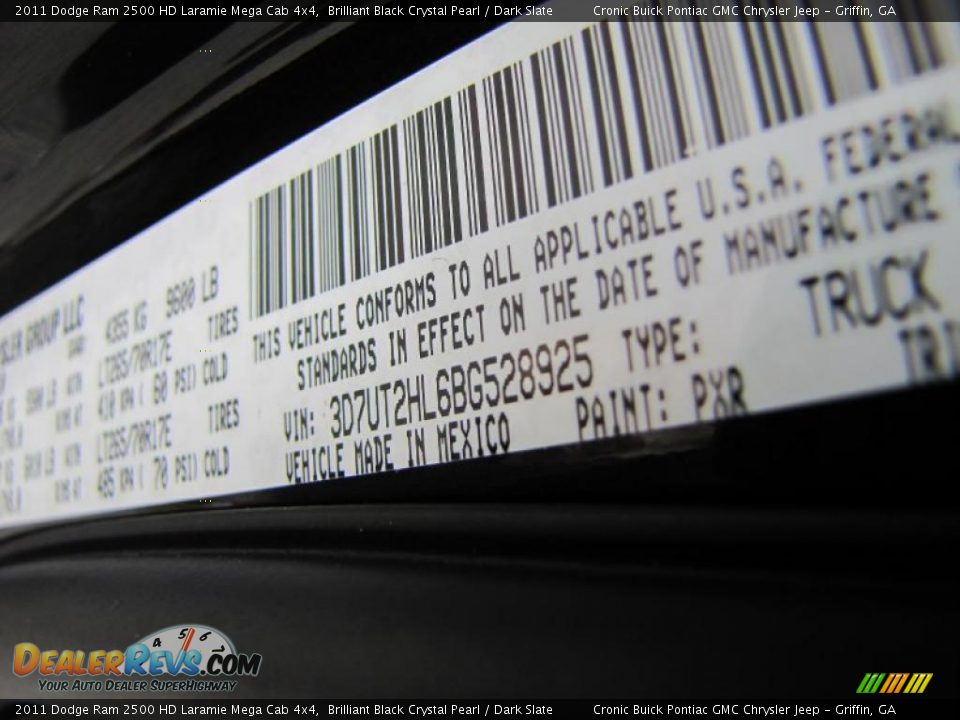 2011 Dodge Ram 2500 HD Laramie Mega Cab 4x4,  Brilliant Black Crystal Pearl / Dark Slate
Cronic Buick Pontiac GMC Chrysler Jeep - Griffin, GA
GROUP LLC
4355 KG 9600 LB
LT265/70R17E TIRES
410 KPA ( 60 PSI) COLD
LT265/70R17E TIRES
485 KPA ( 70 PSI) COLD
THIS VEHICLE CONFORMS TO ALL APPLICABLE U.S.A. FEDERAL
STANDARDS IN EFFECT ON THE DATE OF MANUFACTURE
VIN: 3D7UT2HL6BG528925 TYPE: TRUCK
VEHICLE MADE IN MEXICO PAINT: PXR
4 5 6
DEALERREVS.COM
YOUR AUTO DEALER SUPERHIGHWAY
2011 Dodge Ram 2500 HD Laramie Mega Cab 4x4,  Brilliant Black Crystal Pearl / Dark Slate
Cronic Buick Pontiac GMC Chrysler Jeep - Griffin, GA